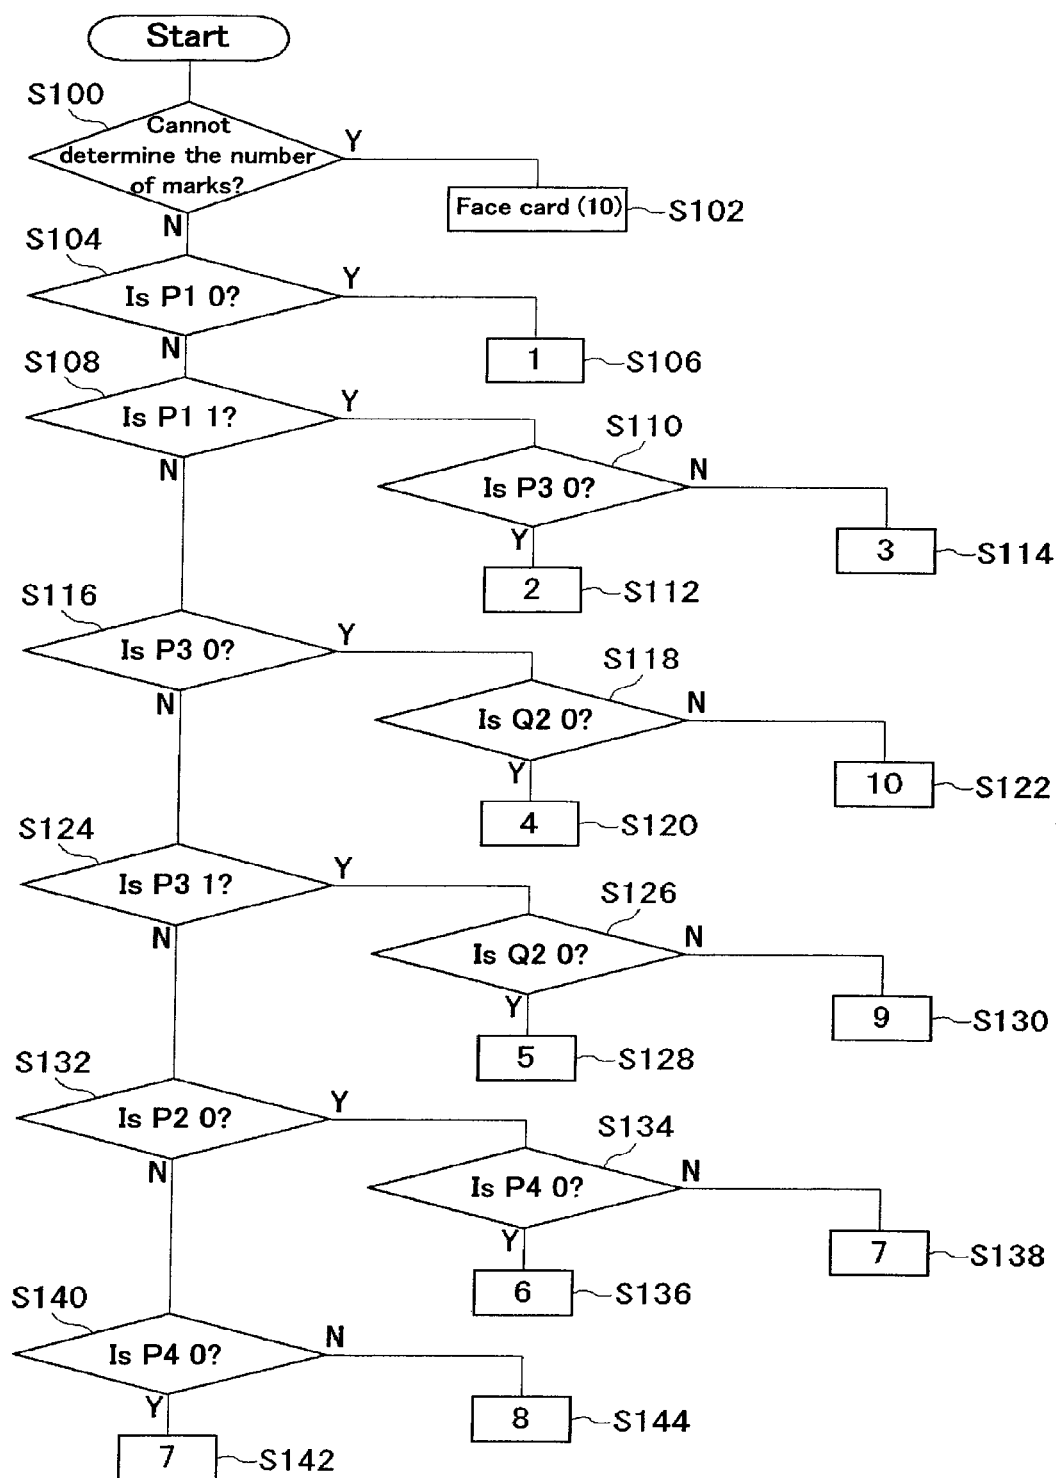 Start
S100
Cannot
determine the number
of marks?
Y
N
Face card (10)
S102
S104
Is P1 0?
Y
N
1
S106
S108
Is P1 1?
Y
N
S110
Is P3 0?
N
Y
3
S114
2
S112
S116
Is P3 0?
Y
N
S118
Is Q2 0?
N
Y
10
S122
4
S120
S124
Is P3 1?
Y
N
S126
Is Q2 0?
N
Y
9
S130
5
S128
S132
Is P2 0?
Y
N
S134
Is P4 0?
N
Y
7
S138
6
S136
S140
Is P4 0?
N
Y
8
S144
7
S142